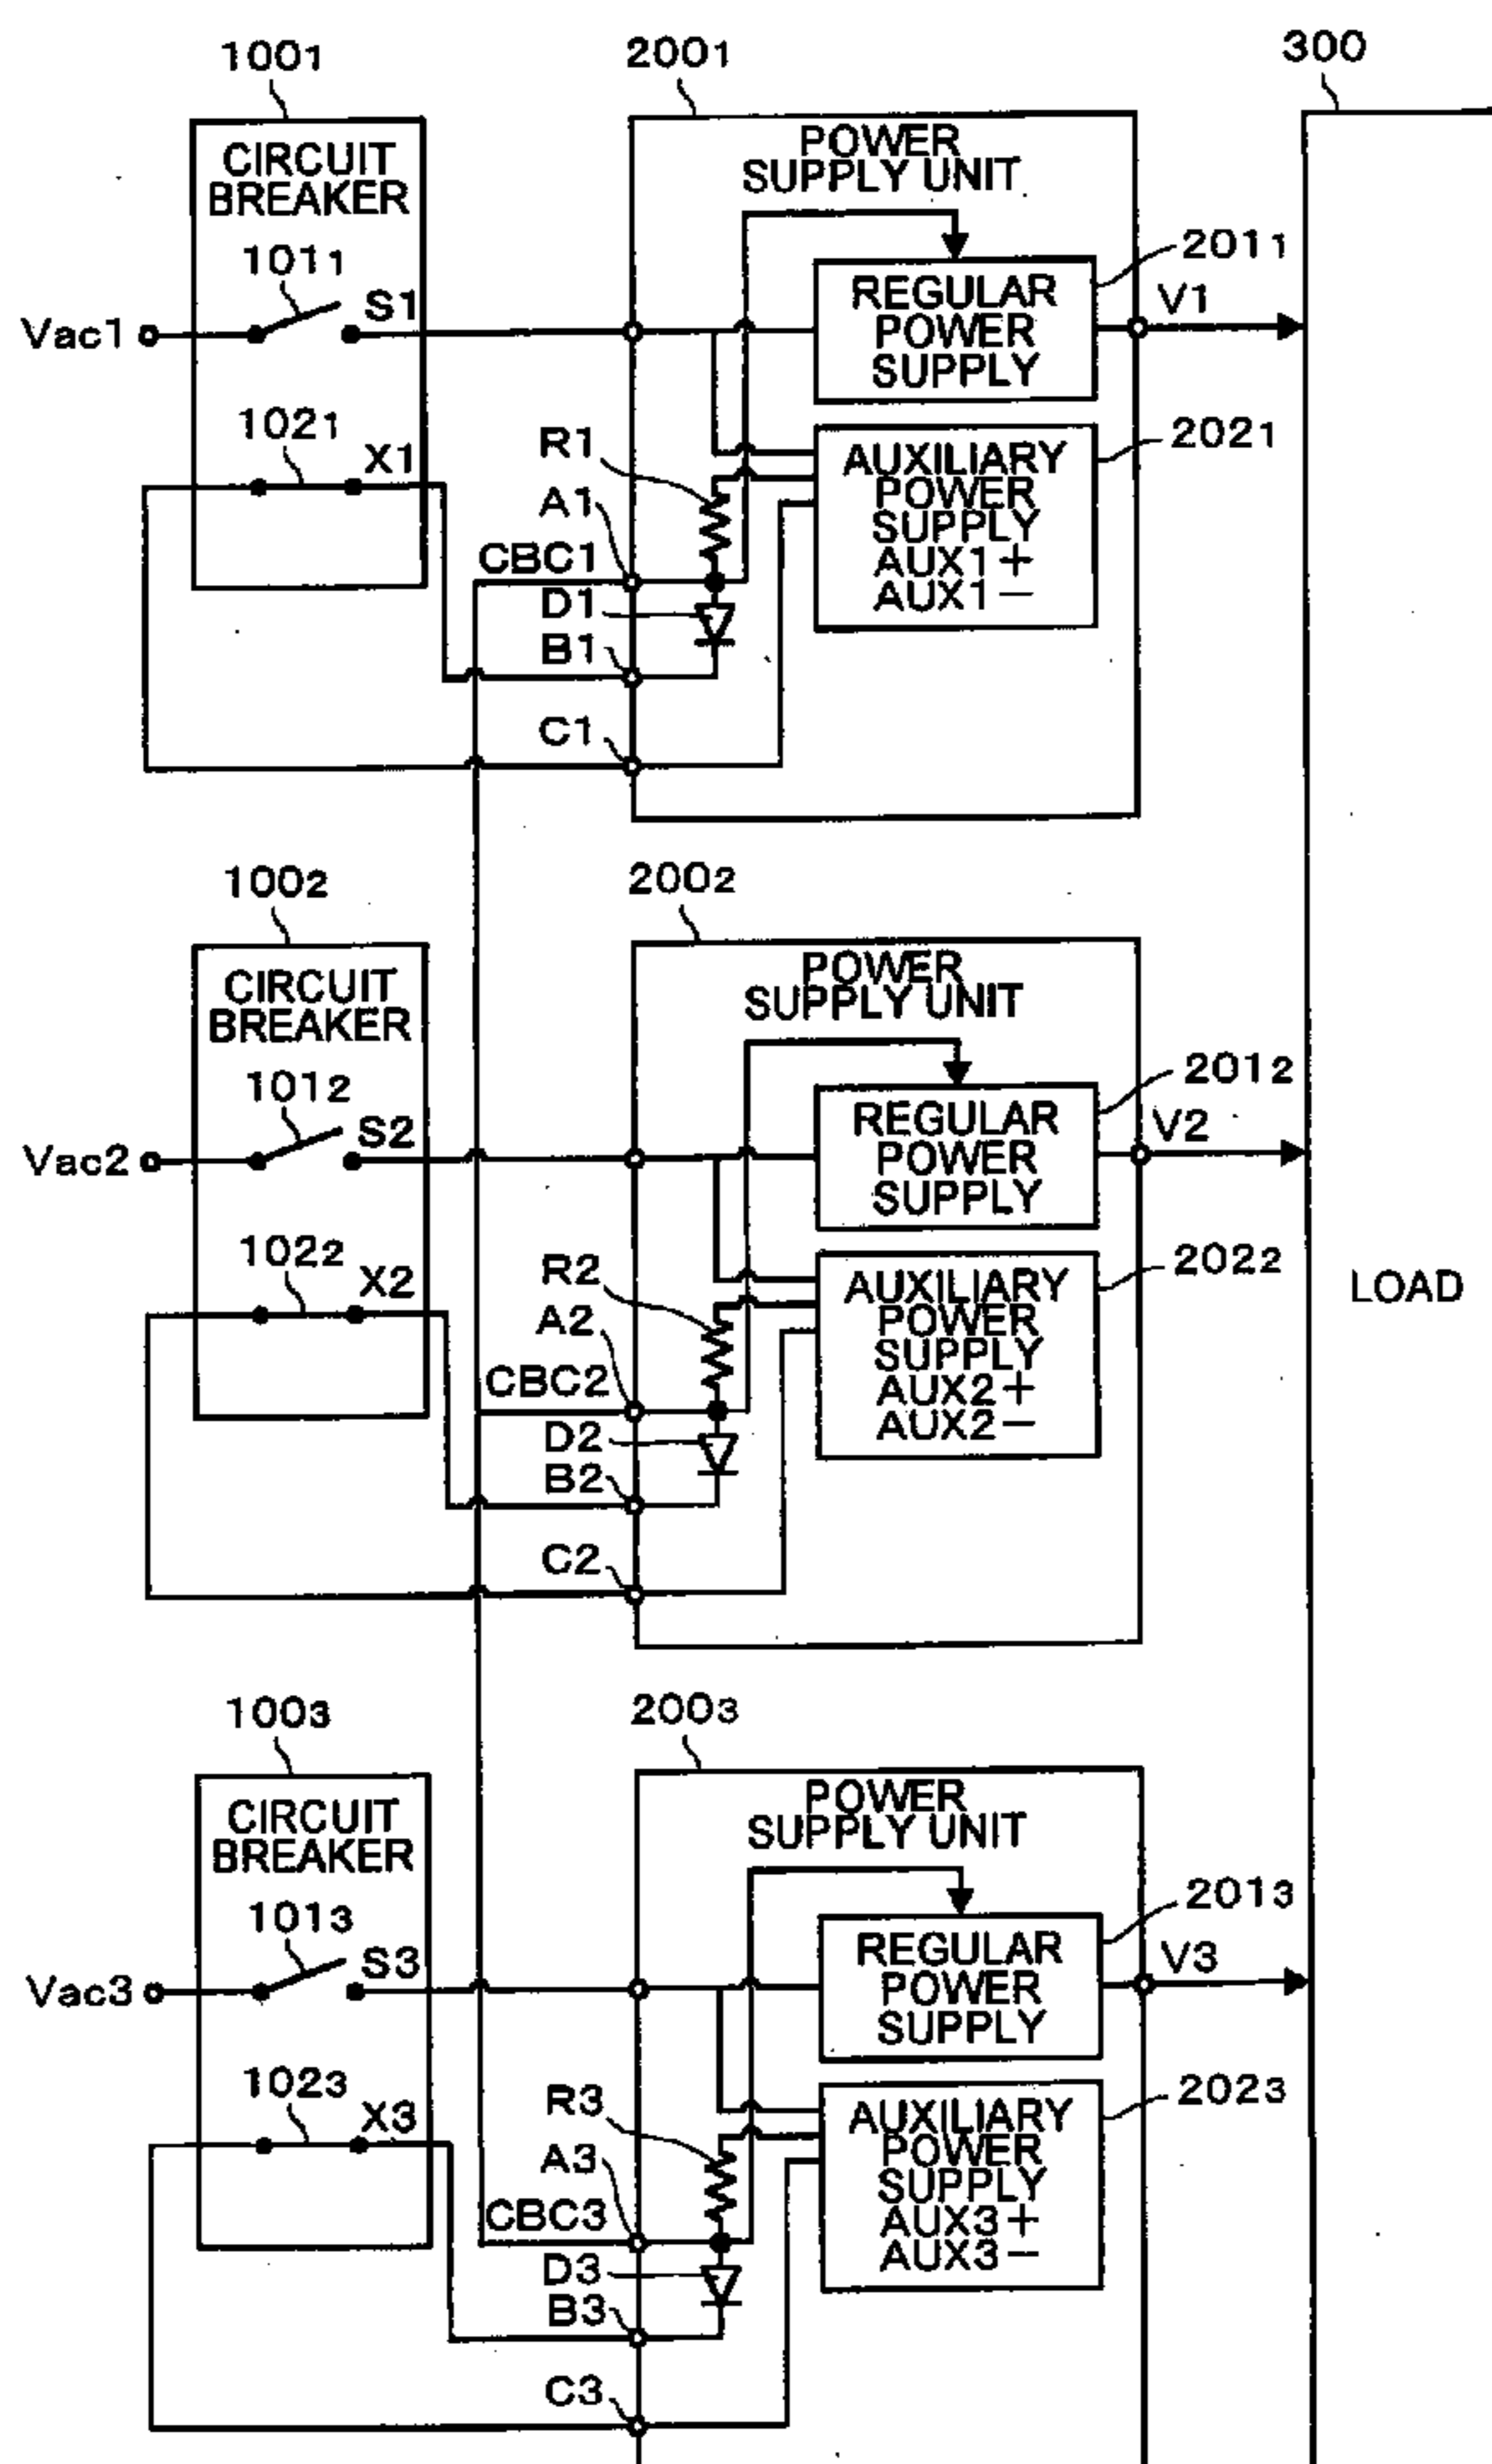 1001
2001
300
CIRCUIT
BREAKER
POWER
SUPPLY UNIT
1011
S1
Vac1
2011
REGULAR
POWER
SUPPLY
V1
1021
X1
R1
2021
AUXILIARY
POWER
SUPPLY
AUX1+
AUX1−
A1
CBC1
D1
B1
C1
1002
2002
CIRCUIT
BREAKER
POWER
SUPPLY UNIT
1012
S2
Vac2
2012
REGULAR
POWER
SUPPLY
V2
1022
X2
R2
2022
AUXILIARY
POWER
SUPPLY
AUX2+
AUX2−
LOAD
A2
CBC2
D2
B2
C2
1003
2003
CIRCUIT
BREAKER
POWER
SUPPLY UNIT
1013
S3
Vac3
2013
REGULAR
POWER
SUPPLY
V3
1023
X3
R3
2023
AUXILIARY
POWER
SUPPLY
AUX3+
AUX3−
A3
CBC3
D3
B3
C3